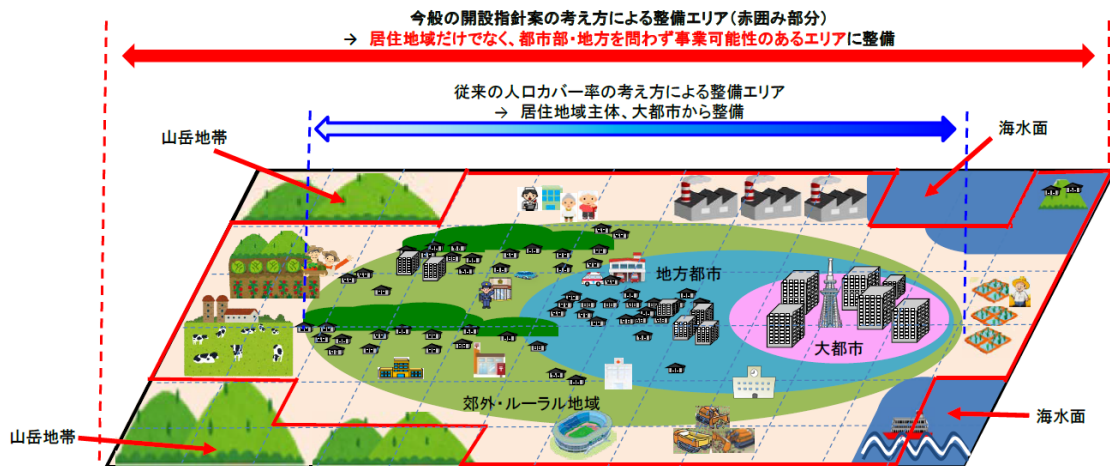 今般の開設指針案の考え方による整備エリア(赤囲み部分)
→ 居住地域だけでなく、都市部・地方を問わず事業可能性のあるエリアに整備
従来の人口カバー率の考え方による整備エリア
→ 居住地域主体、大都市から整備
山岳地帯
海水面
地方都市
大都市
郊外・ルーラル地域
山岳地帯
海水面